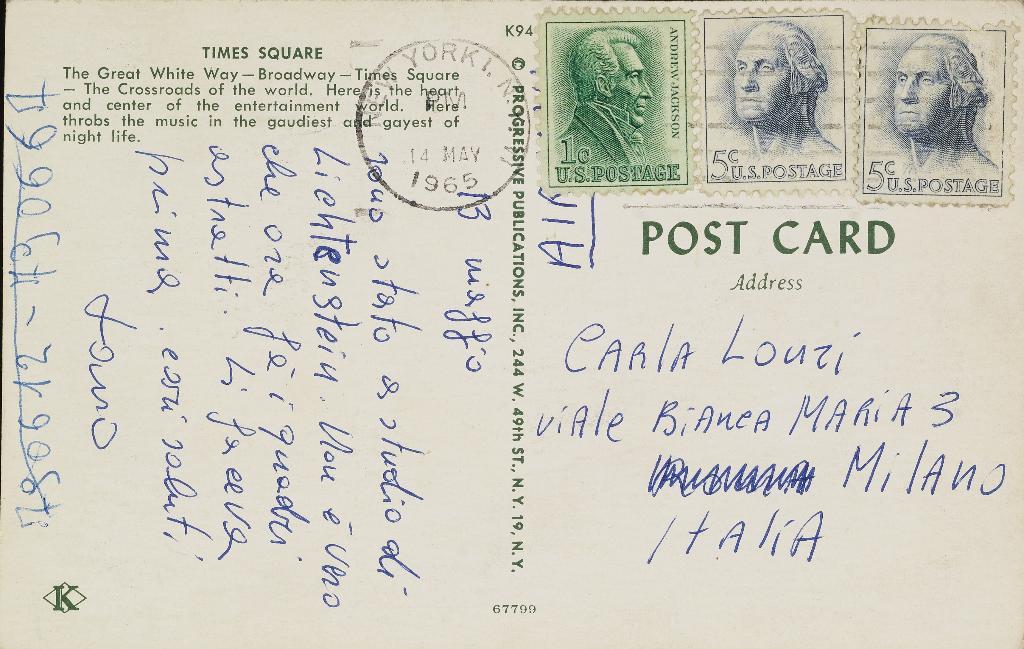 TIMES SQUARE
The Great White Way — Broadway — Times Square
— The Crossroads of the world. Here is the heart
and center of the entertainment world. Here
throbs the music in the gaudiest and gayest of
night life.
K94
NEW YORK 1, N.Y.
PM
14 MAY
1965
© PROGRESSIVE PUBLICATIONS, INC., 244 W. 49th ST., N. Y. 19, N. Y.
ANDREW JACKSON
1c
U.S.POSTAGE
5c
U.S.POSTAGE
5c
U.S.POSTAGE
POST CARD
Address
VIA
CARLA LONZI
viale BIANCA MARIA 3
MilANO
ItAliA
13 maggio
sono stato a studio di
Lichtenstein. Non è vero
che ora fa i quadri
astratti. Li faceva
prima. cari saluti
K
67799